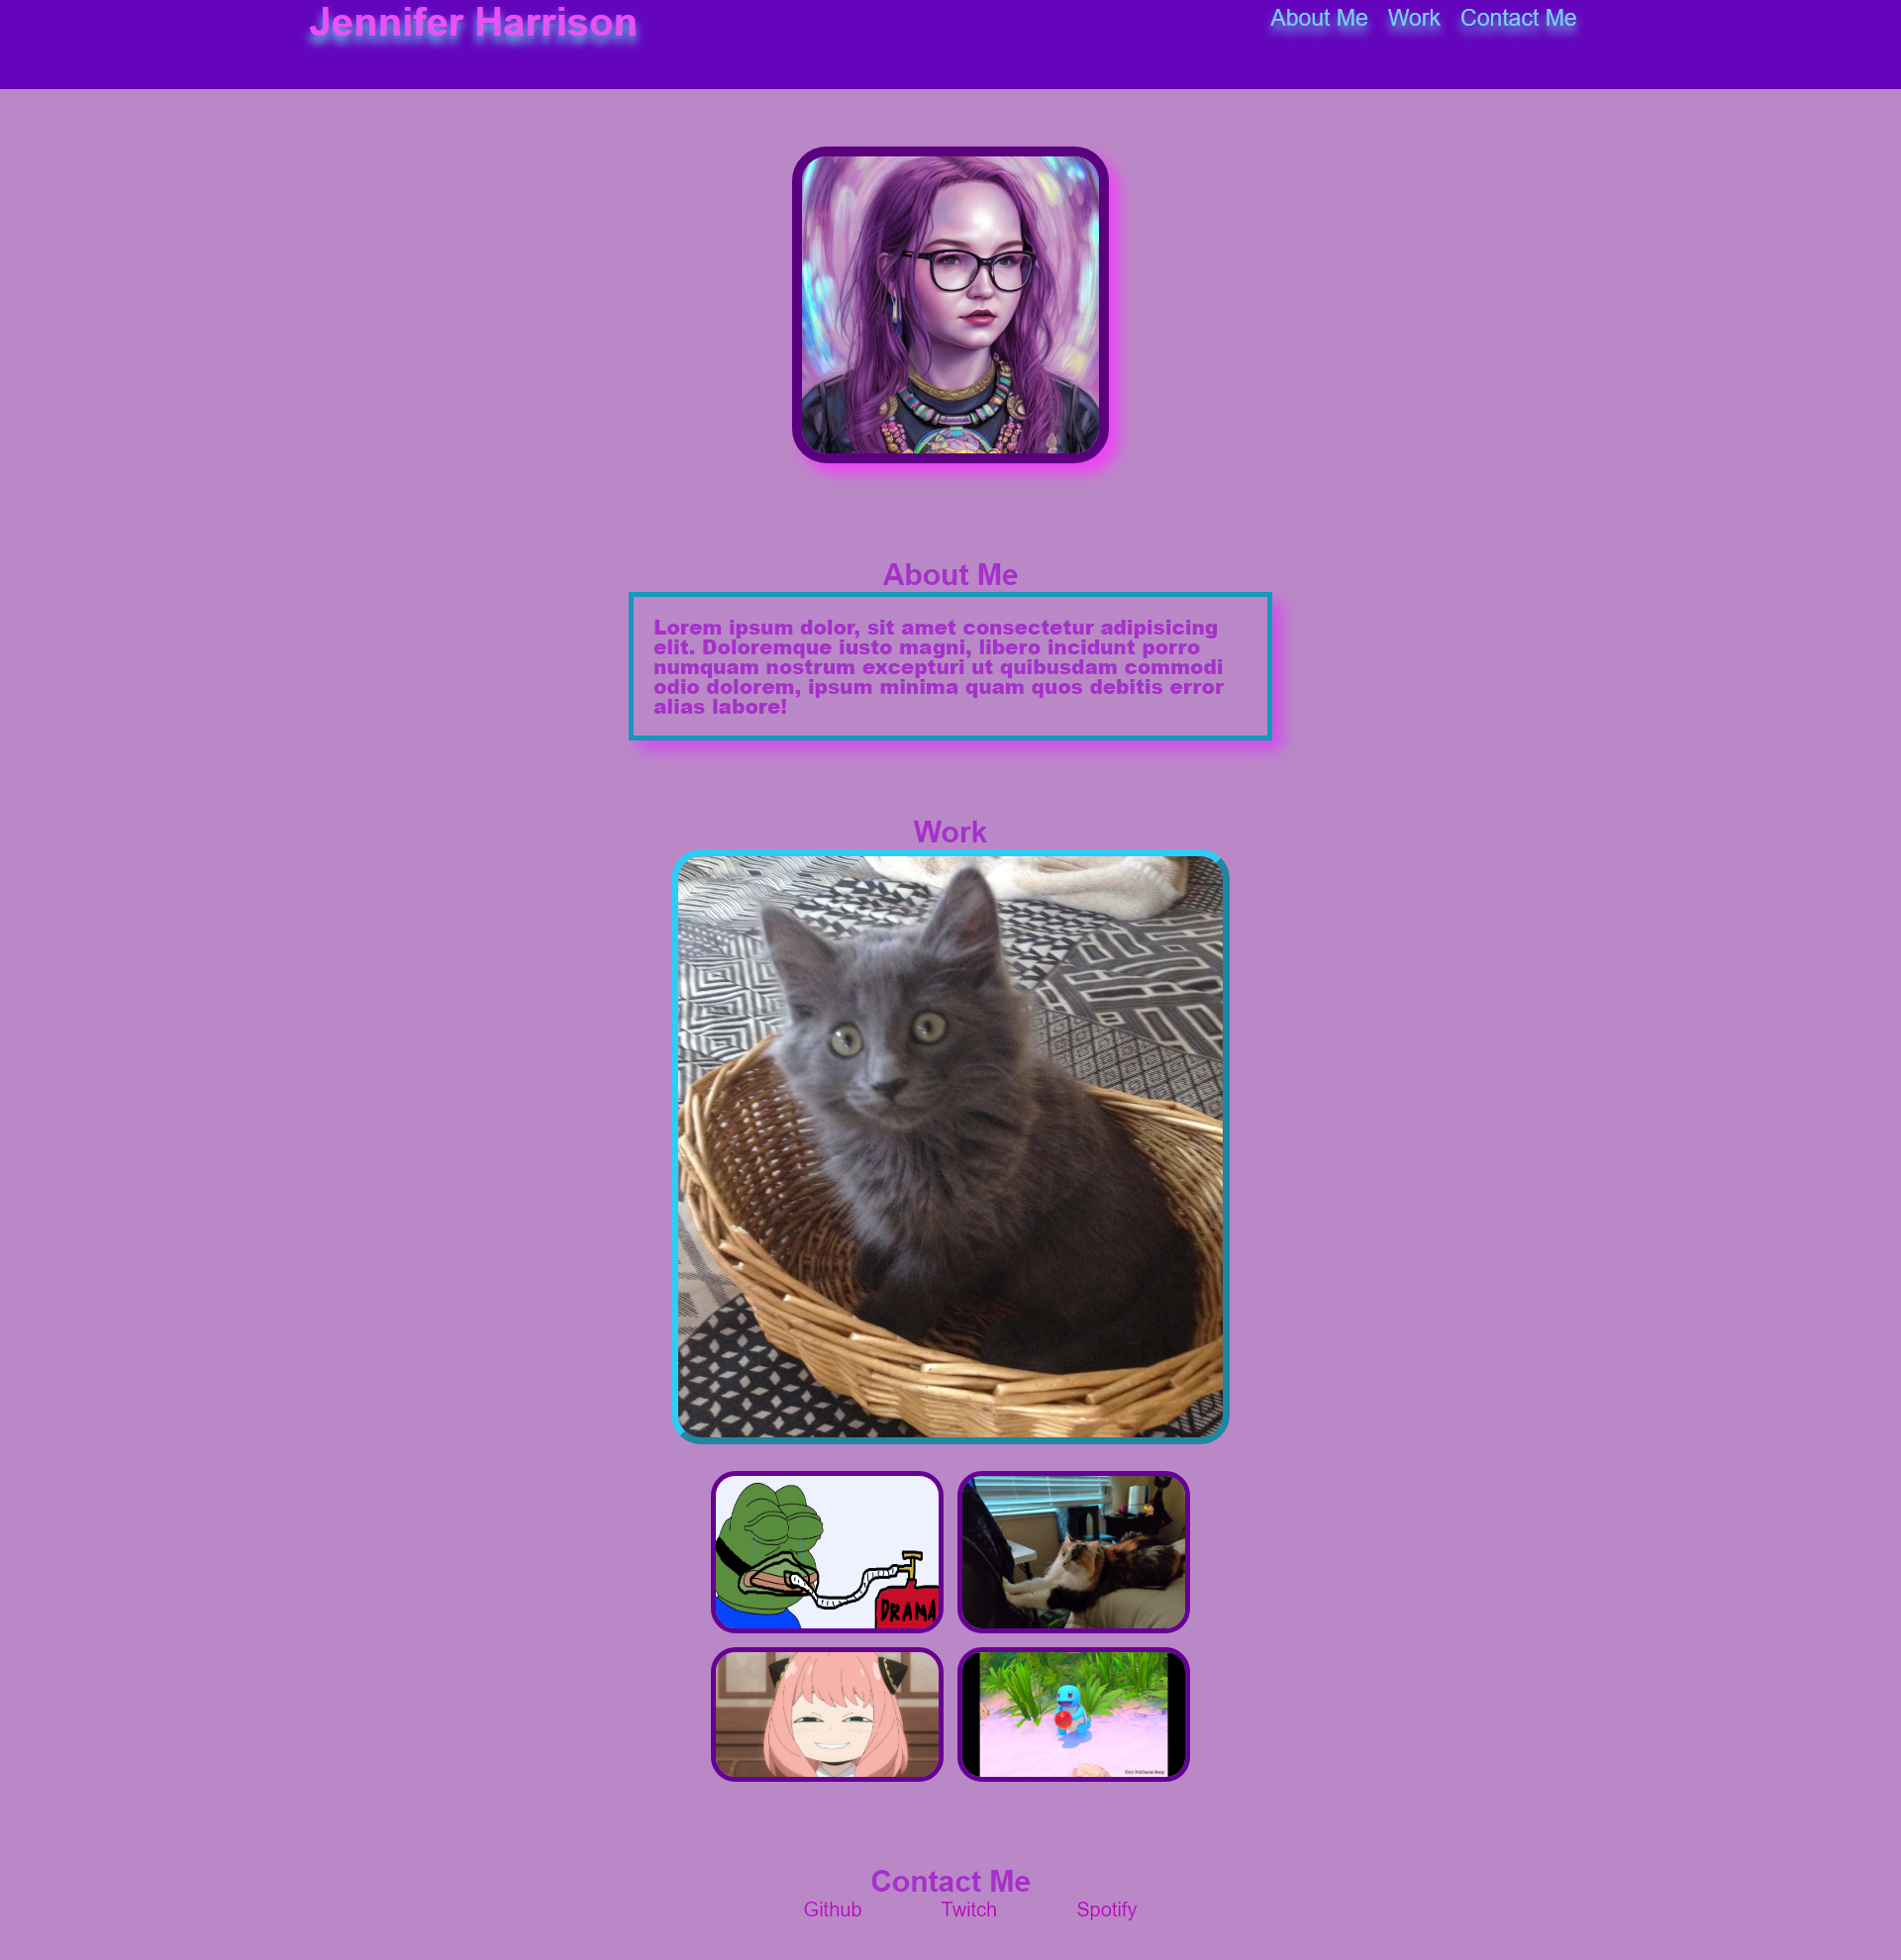 Jennifer Harrison
About Me Work Contact Me
About Me
Lorem ipsum dolor, sit amet consectetur adipisicing
elit. Doloremque iusto magni, libero incidunt porro
numquam nostrum excepturi ut quibusdam commodi
odio dolorem, ipsum minima quam quos debitis error
alias labore!
Work
DRAMA
Contact Me
Github Twitch Spotify